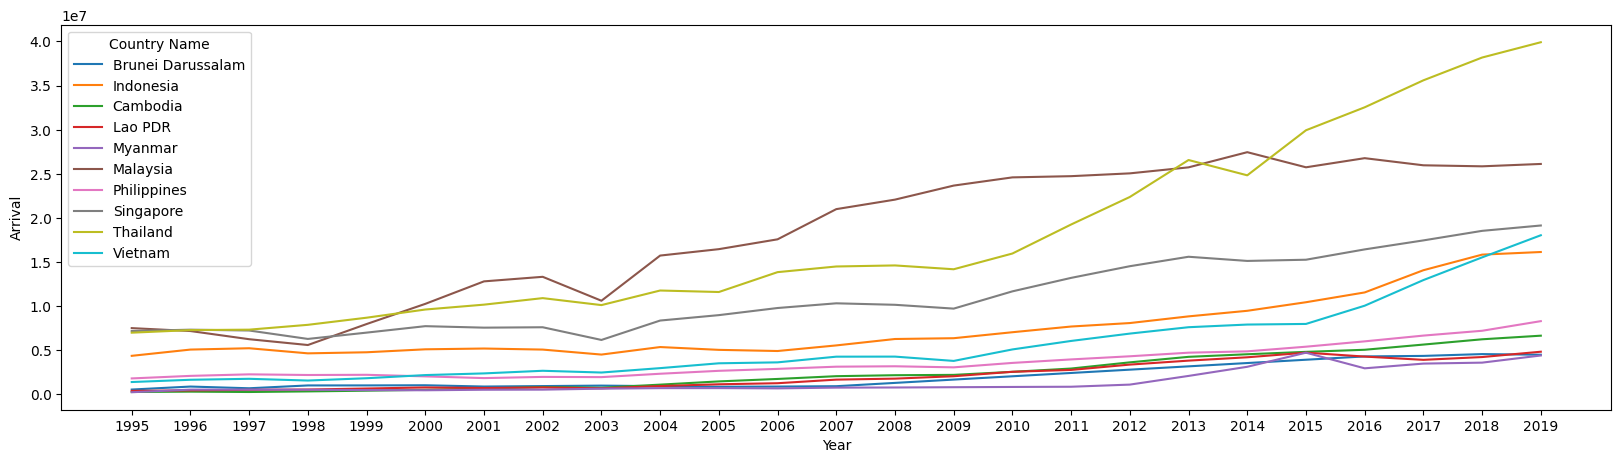 1e7
4.0
3.5
3.0
2.5
2.0
1.5
1.0
0.5
0.0
Arrival
Country Name
Brunei Darussalam
Indonesia
Cambodia
Lao PDR
Myanmar
Malaysia
Philippines
Singapore
Thailand
Vietnam
1995 1996 1997 1998 1999 2000 2001 2002 2003 2004 2005 2006 2007 2008 2009 2010 2011 2012 2013 2014 2015 2016 2017 2018 2019
Year